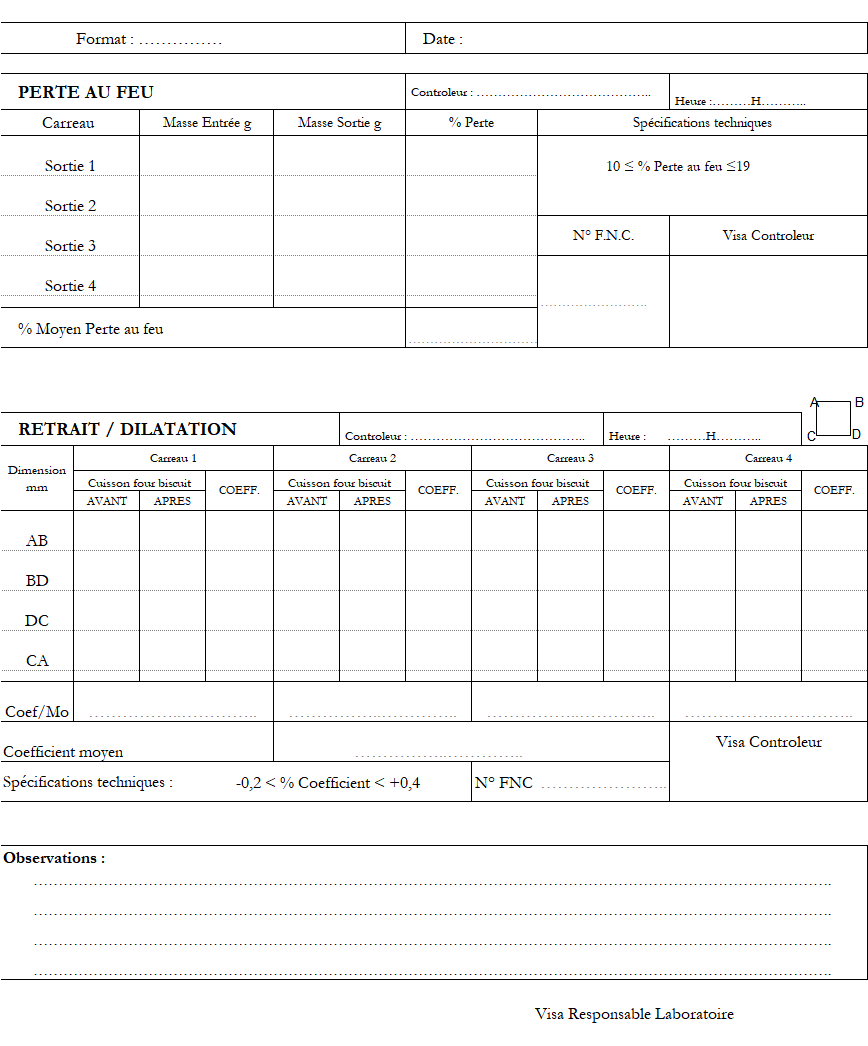 Format : …………… Date :
PERTE AU FEU Controleur : …………………………………….. Heure :………H………..
Carreau Masse Entrée g Masse Sortie g % Perte Spécifications techniques
Sortie 1 10 ≤ % Perte au feu ≤19
Sortie 2
Sortie 3 N° F.N.C. Visa Controleur
Sortie 4
……………………..
% Moyen Perte au feu
…………………………..
A B
C D
RETRAIT / DILATATION Controleur : …………………………………….. Heure : ………H………..
Dimension mm Carreau 1 Carreau 2 Carreau 3 Carreau 4
Cuisson four biscuit COEFF. Cuisson four biscuit COEFF. Cuisson four biscuit COEFF. Cuisson four biscuit COEFF.
AVANT APRES AVANT APRES AVANT APRES AVANT APRES
AB
BD
DC
CA
Coef/Mo ……………..………….. ……………..………….. ……………..………….. ……………..…………..
Coefficient moyen ……………..………….. Visa Controleur
Spécifications techniques : -0,2 < % Coefficient < +0,4 N° FNC ……………………..
Observations :
…………………………………………………………………………………………………………………………..
…………………………………………………………………………………………………………………………..
…………………………………………………………………………………………………………………………..
…………………………………………………………………………………………………………………………..
Visa Responsable Laboratoire